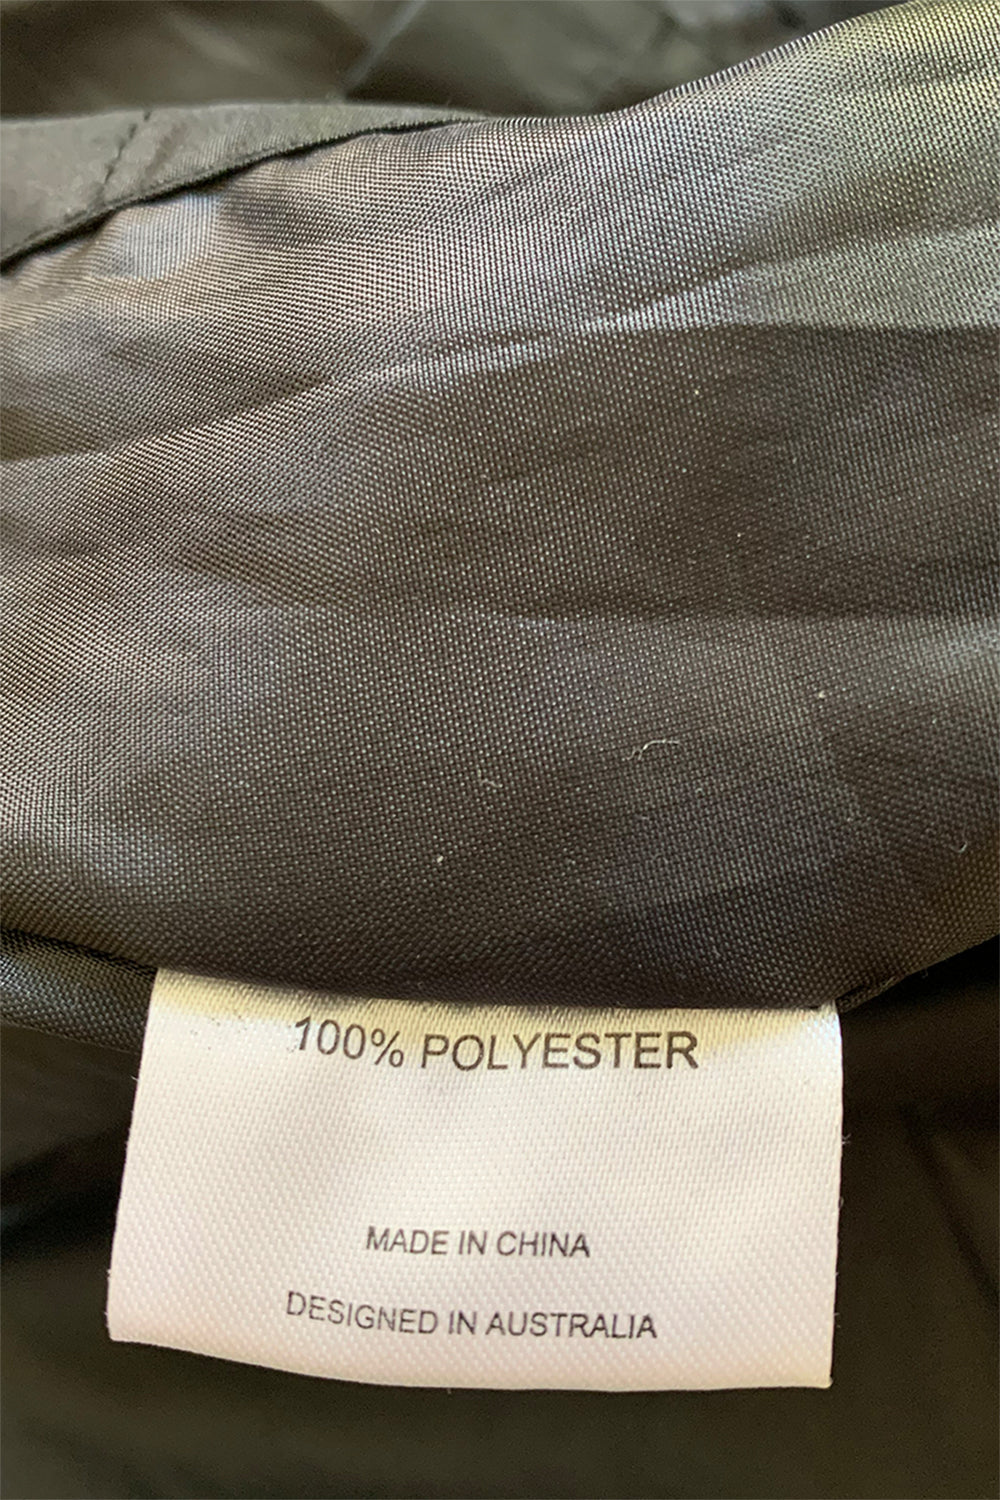 100% POLYESTER
MADE IN CHINA
DESIGNED IN AUSTRALIA